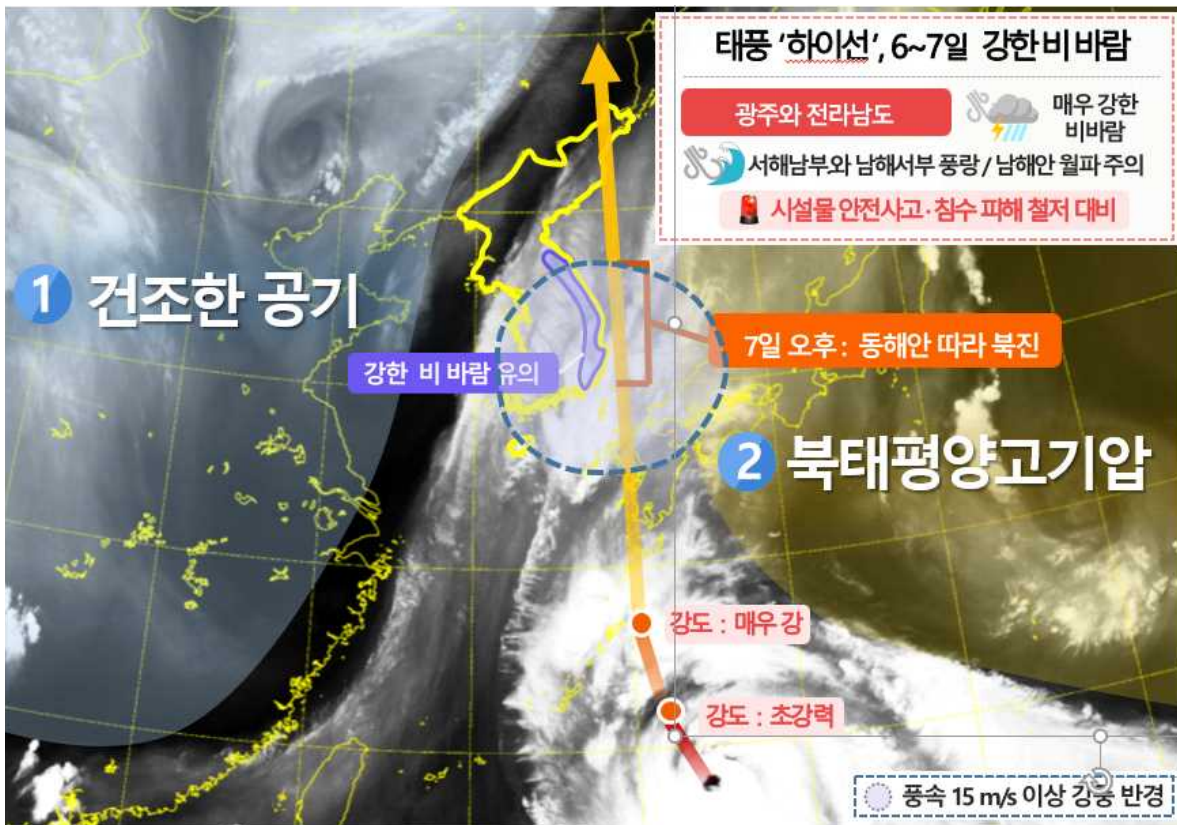 태풍 ‘하이선’, 6~7일 강한 비 바람
광주와 전라남도
매우 강한
비바람
서해남부와 남해서부 풍랑 / 남해안 월파 주의
시설물 안전사고·침수 피해 철저 대비
1 건조한 공기
7일 오후 : 동해안 따라 북진
강한 비 바람 유의
2 북태평양고기압
강도 : 매우 강
강도 : 초강력
풍속 15 m/s 이상 강풍 반경